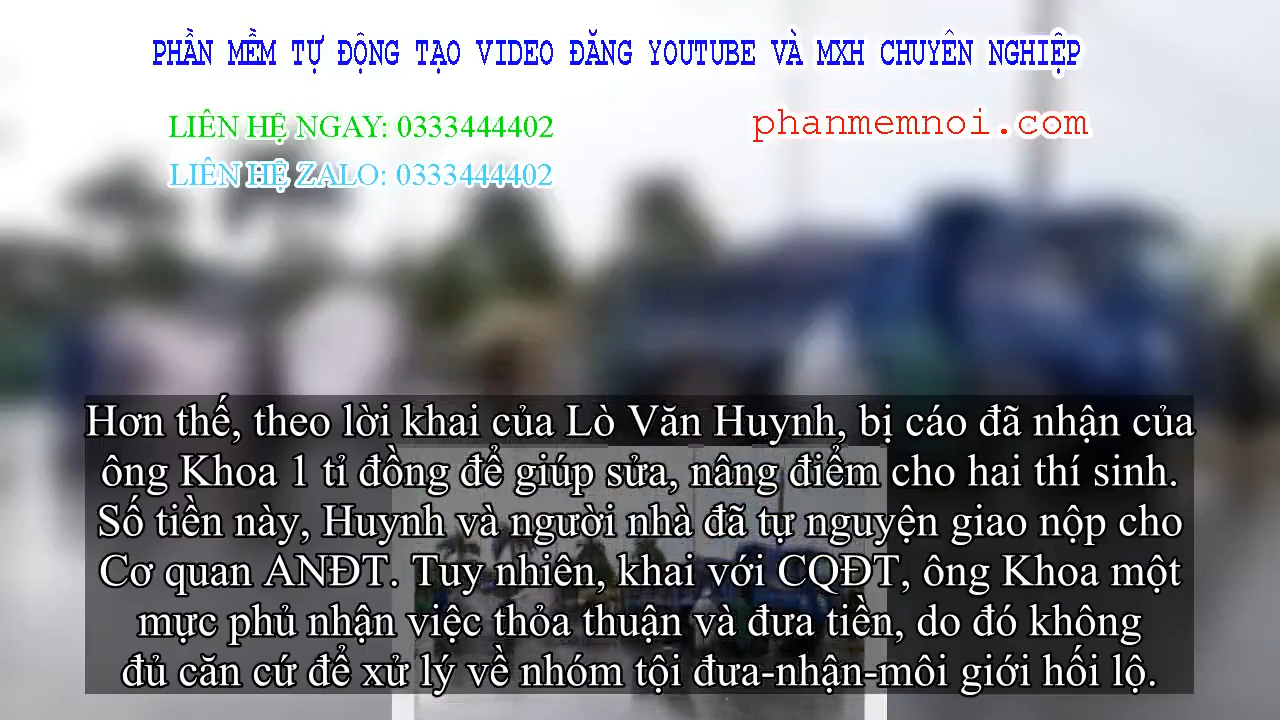 PHẦN MỀM TỰ ĐỘNG TẠO VIDEO ĐĂNG YOUTUBE VÀ MXH CHUYÊN NGHIỆP
LIÊN HỆ NGAY: 0333444402
phanmemnoi.com
LIÊN HỆ ZALO: 0333444402
Hơn thế, theo lời khai của Lò Văn Huynh, bị cáo đã nhận của
ông Khoa 1 tỉ đồng để giúp sửa, nâng điểm cho hai thí sinh.
Số tiền này, Huynh và người nhà đã tự nguyện giao nộp cho
Cơ quan ANĐT. Tuy nhiên, khai với CQĐT, ông Khoa một
mực phủ nhận việc thỏa thuận và đưa tiền, do đó không
đủ căn cứ để xử lý về nhóm tội đưa-nhận-môi giới hối lộ.